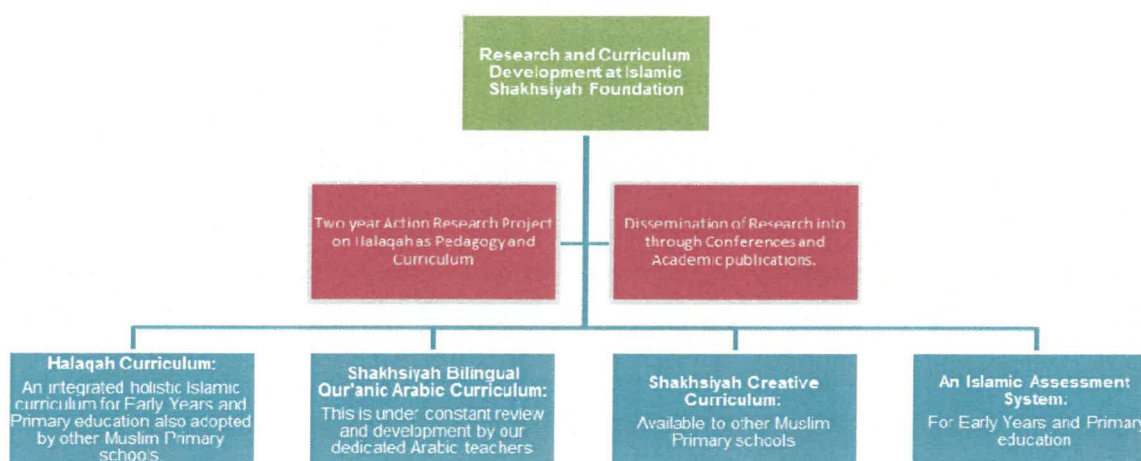 Research and Curriculum
Development at Islamic
Shakhsiyah Foundation
Two year Action Research Project
on Halaqah as Pedagogy and
Curriculum
Dissemination of Research into
through Conferences and
Academic publications.
Halaqah Curriculum:
An integrated holistic Islamic
curriculum for Early Years and
Primary education also adopted
by other Muslim Primary
schools.
Shakhsiyah Bilingual
Qur'anic Arabic Curriculum:
This is under constant review
and development by our
dedicated Arabic teachers
Shakhsiyah Creative
Curriculum:
Available to other Muslim
Primary schools
An Islamic Assessment
System:
For Early Years and Primary
education